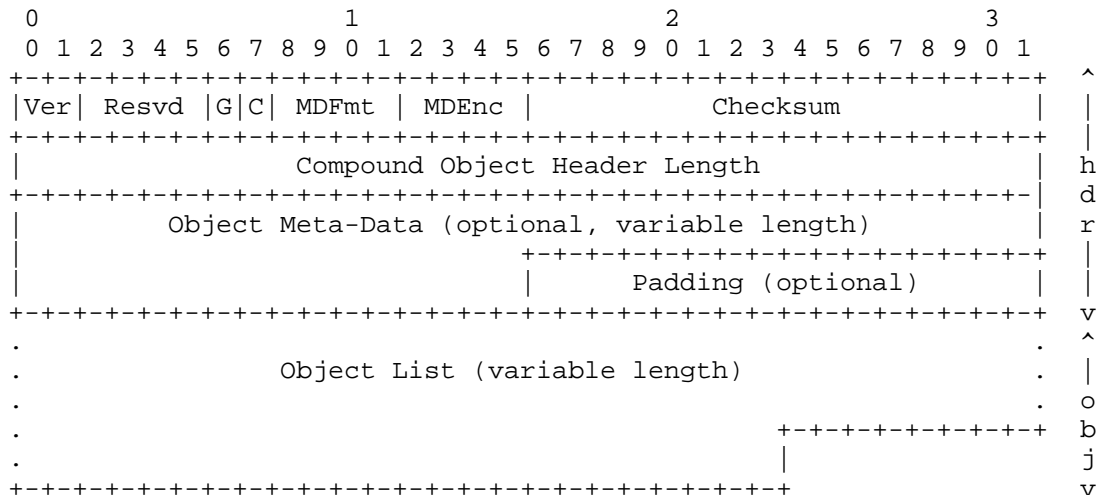 0                   1                   2                   3
 0 1 2 3 4 5 6 7 8 9 0 1 2 3 4 5 6 7 8 9 0 1 2 3 4 5 6 7 8 9 0 1
+-+-+-+-+-+-+-+-+-+-+-+-+-+-+-+-+-+-+-+-+-+-+-+-+-+-+-+-+-+-+-+-+  ^
|Ver| Resvd |G|C| MDFmt | MDEnc |           Checksum            |  |
+-+-+-+-+-+-+-+-+-+-+-+-+-+-+-+-+-+-+-+-+-+-+-+-+-+-+-+-+-+-+-+-+  |
|                 Compound Object Header Length                 |  h
+-+-+-+-+-+-+-+-+-+-+-+-+-+-+-+-+-+-+-+-+-+-+-+-+-+-+-+-+-+-+-+-|  d
|         Object Meta-Data (optional, variable length)          |  r
|                               +-+-+-+-+-+-+-+-+-+-+-+-+-+-+-+-+  |
|                               |      Padding (optional)       |  |
+-+-+-+-+-+-+-+-+-+-+-+-+-+-+-+-+-+-+-+-+-+-+-+-+-+-+-+-+-+-+-+-+  v
.                                                               .  ^
.                Object List (variable length)                  .  |
.                                                               .  o
.                                               +-+-+-+-+-+-+-+-+  b
.                                               |                  j
+-+-+-+-+-+-+-+-+-+-+-+-+-+-+-+-+-+-+-+-+-+-+-+-+                  v